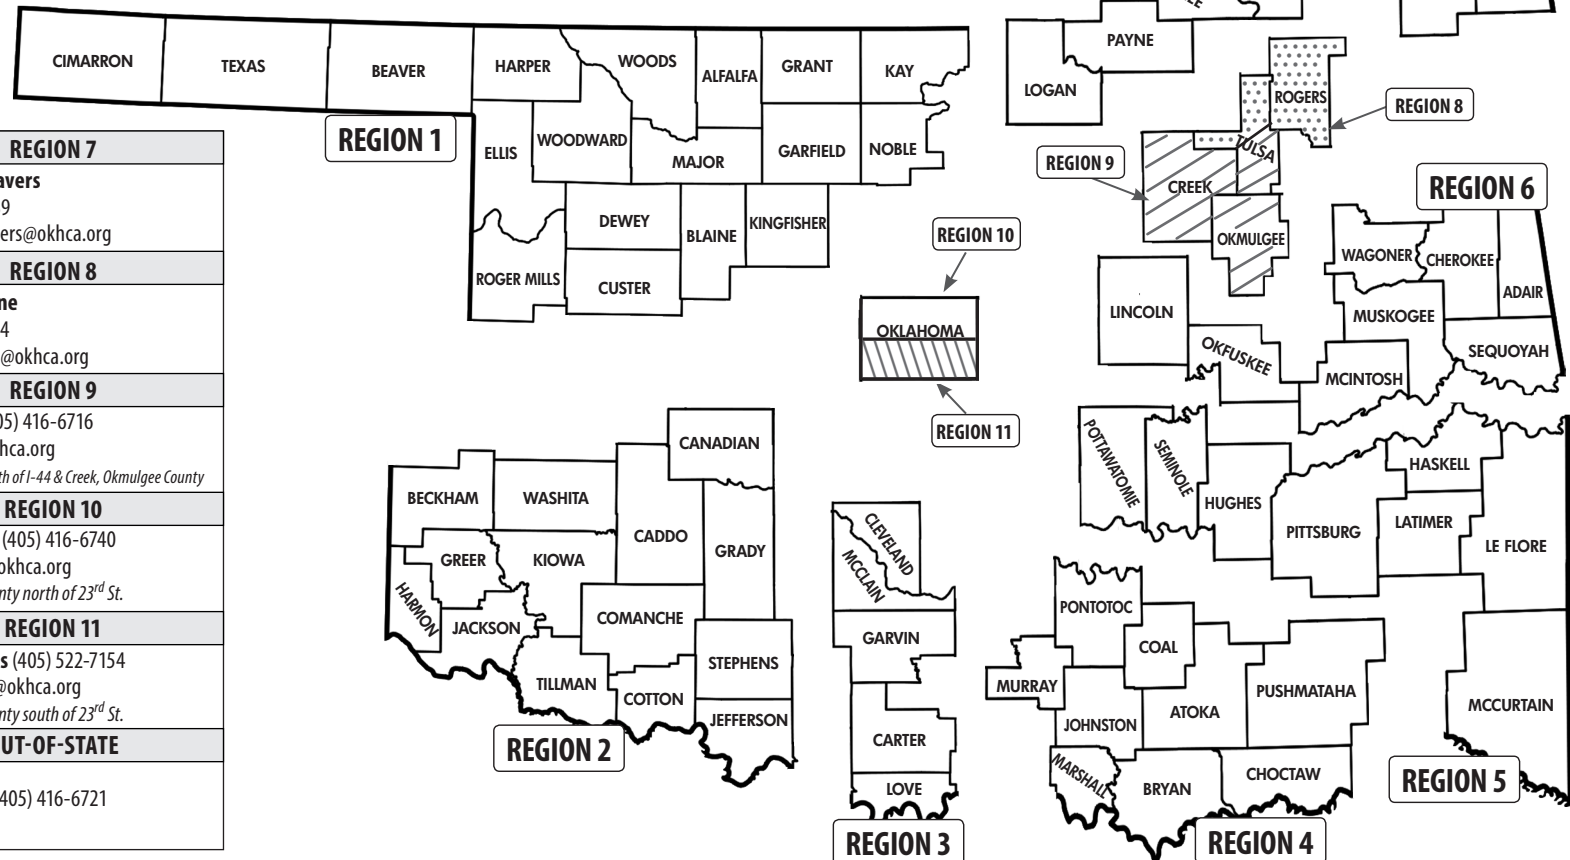 REGION 7
avers
9
ers@okhca.org
REGION 8
ne
4
@okhca.org
REGION 9
05) 416-6716
hca.org
th of I-44 & Creek, Okmulgee County
REGION 10
(405) 416-6740
okhca.org
nty north of 23rd St.
REGION 11
s (405) 522-7154
@okhca.org
nty south of 23rd St.
UT-OF-STATE
405) 416-6721
CIMARRON
TEXAS
BEAVER
HARPER
WOODS
ALFALFA
GRANT
KAY
REGION 1
ELLIS
WOODWARD
MAJOR
GARFIELD
NOBLE
DEWEY
BLAINE
KINGFISHER
ROGER MILLS
CUSTER
PAYNE
LOGAN
ROGERS
REGION 8
TULSA
REGION 9
CREEK
OKMULGEE
REGION 6
WAGONER
CHEROKEE
ADAIR
MUSKOGEE
SEQUOYAH
MCINTOSH
REGION 10
OKLAHOMA
REGION 11
LINCOLN
OKFUSKEE
POTTAWATOMIE
SEMINOLE
HUGHES
PITTSBURG
HASKELL
LATIMER
LE FLORE
CANADIAN
BECKHAM
WASHITA
CADDO
GRADY
GREER
KIOWA
HARMON
JACKSON
COMANCHE
TILLMAN
COTTON
STEPHENS
JEFFERSON
REGION 2
CLEVELAND
MCCLAIN
GARVIN
CARTER
LOVE
REGION 3
PONTOTOC
COAL
MURRAY
JOHNSTON
ATOKA
PUSHMATAHA
MARSHALL
BRYAN
CHOCTAW
REGION 4
MCCURTAIN
REGION 5